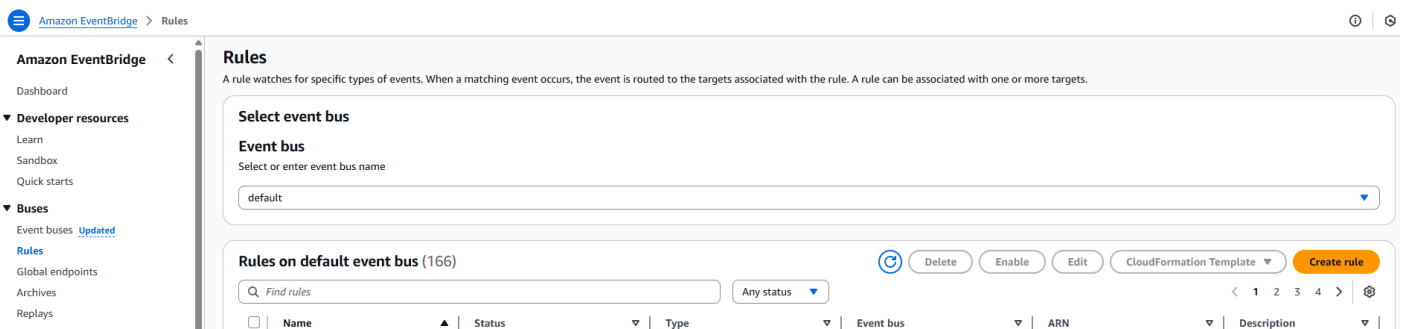 Amazon EventBridge > Rules
Amazon EventBridge
Dashboard
Developer resources
Learn
Sandbox
Quick starts
Buses
Event buses Updated
Rules
Global endpoints
Archives
Replays
Rules
A rule watches for specific types of events. When a matching event occurs, the event is routed to the targets associated with the rule. A rule can be associated with one or more targets.
Select event bus
Event bus
Select or enter event bus name
default
Rules on default event bus (166)
Delete Enable Edit CloudFormation Template Create rule
Find rules Any status < 1 2 3 4 >
Name Status Type Event bus ARN Description